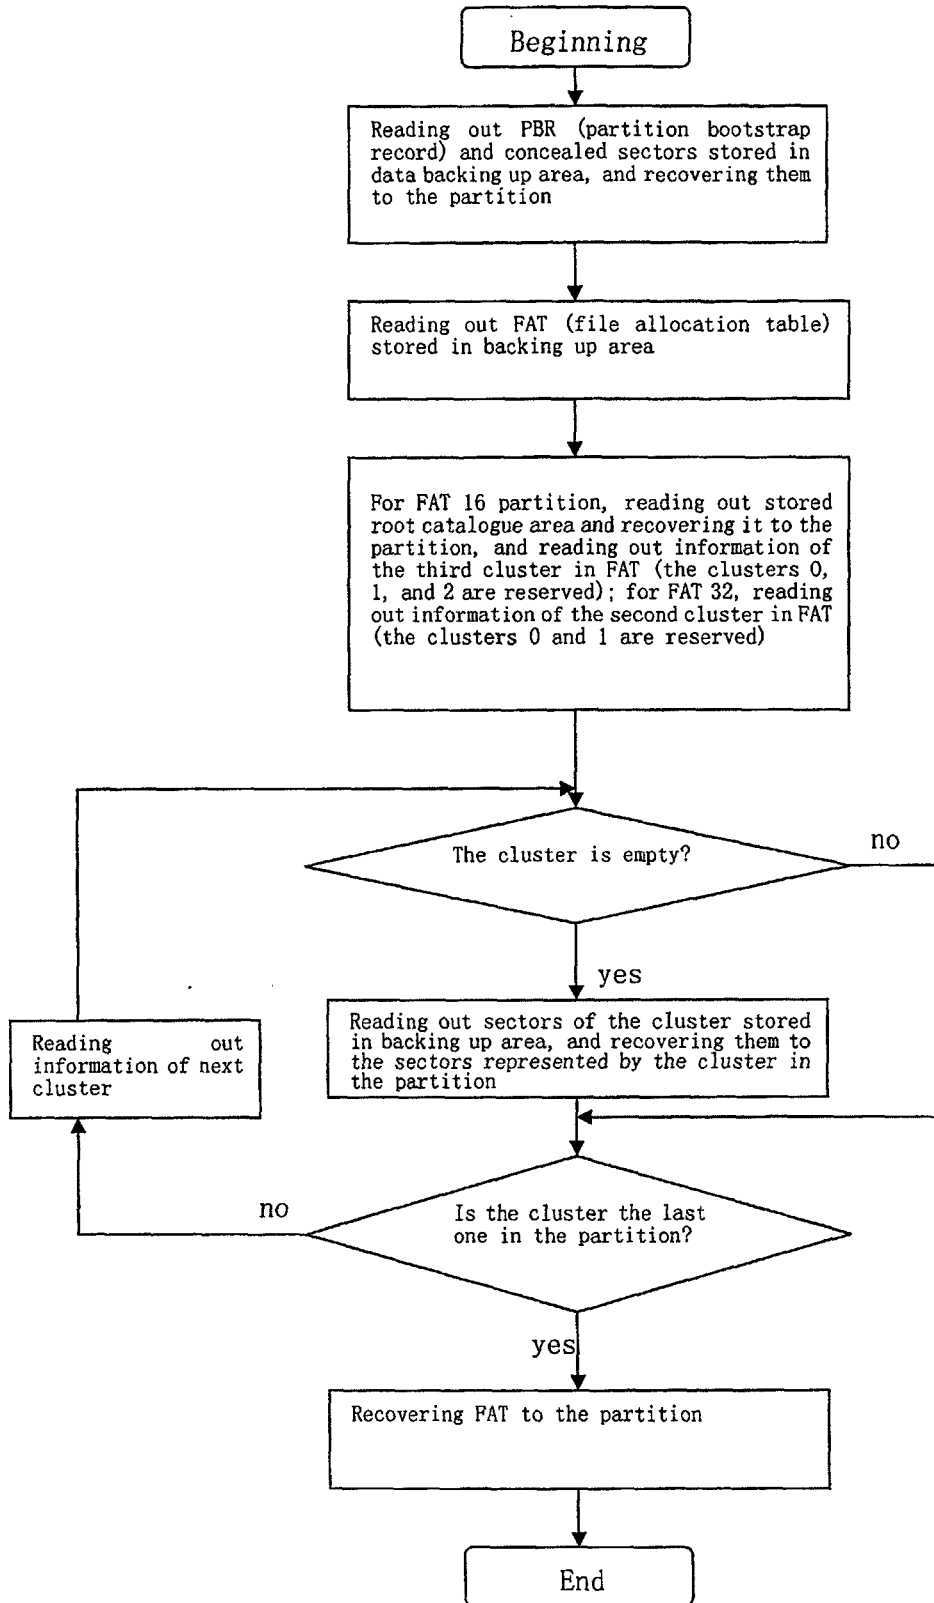 Beginning
Reading out PBR (partition bootstrap
record) and concealed sectors stored in
data backing up area, and recovering them
to the partition
Reading out FAT (file allocation table)
stored in backing up area
For FAT 16 partition, reading out stored
root catalogue area and recovering it to the
partition, and reading out information of
the third cluster in FAT (the clusters 0,
1, and 2 are reserved); for FAT 32, reading
out information of the second cluster in FAT
(the clusters 0 and 1 are reserved)
The cluster is empty?
no
yes
Reading out sectors of the cluster stored
in backing up area, and recovering them to
the sectors represented by the cluster in
the partition
Reading out
information of next
cluster
no
Is the cluster the last
one in the partition?
yes
Recovering FAT to the partition
End